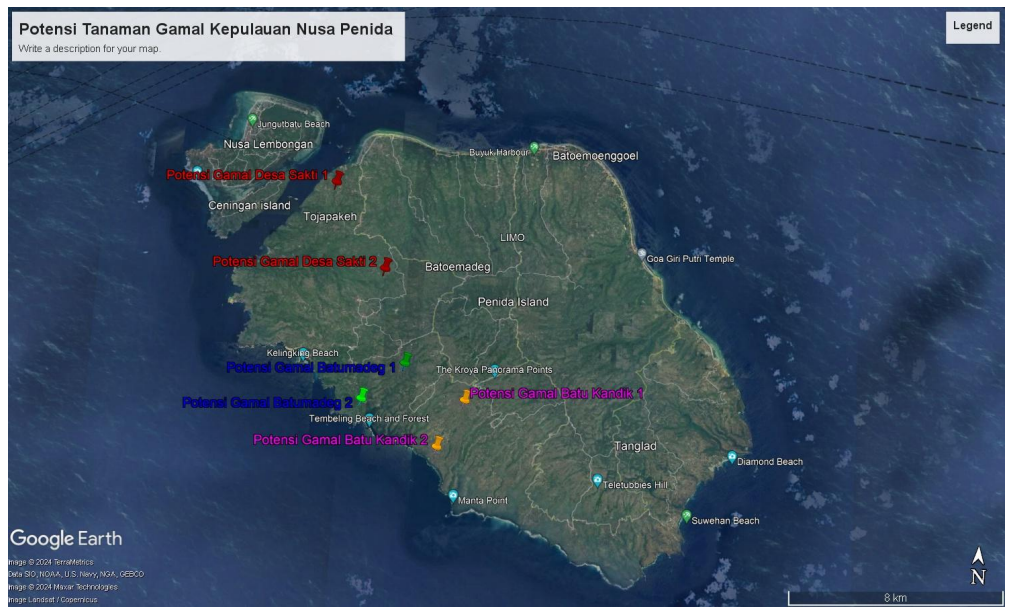 Potensi Tanaman Gamal Kepulauan Nusa Penida
Write a description for your map.
Legend
Jungutbatu Beach
Nusa Lembongan
Buyuk Harbour
Batoemoenggoel
Potensi Gamal Desa Sakti 1
Ceningan island
Tojapakeh
LIMO
Goa Giri Putri Temple
Potensi Gamal Desa Sakti 2
Batoemadeg
Penida Island
Kelingking Beach
Potensi Gamal Batumadeg 1
The Kroya Panorama Points
Potensi Gamal Batu Kandik 1
Potensi Gamal Batumadeg 2
Tembeling Beach and Forest
Potensi Gamal Batu Kandik 2
Tanglad
Diamond Beach
Teletubbies Hill
Manta Point
Suwehan Beach
Google Earth
Image © 2024 TerraMetrics
Data SIO, NOAA, U.S. Navy, NGA, GEBCO
Image © 2024 Maxar Technologies
Image Landsat / Copernicus
N
8 km